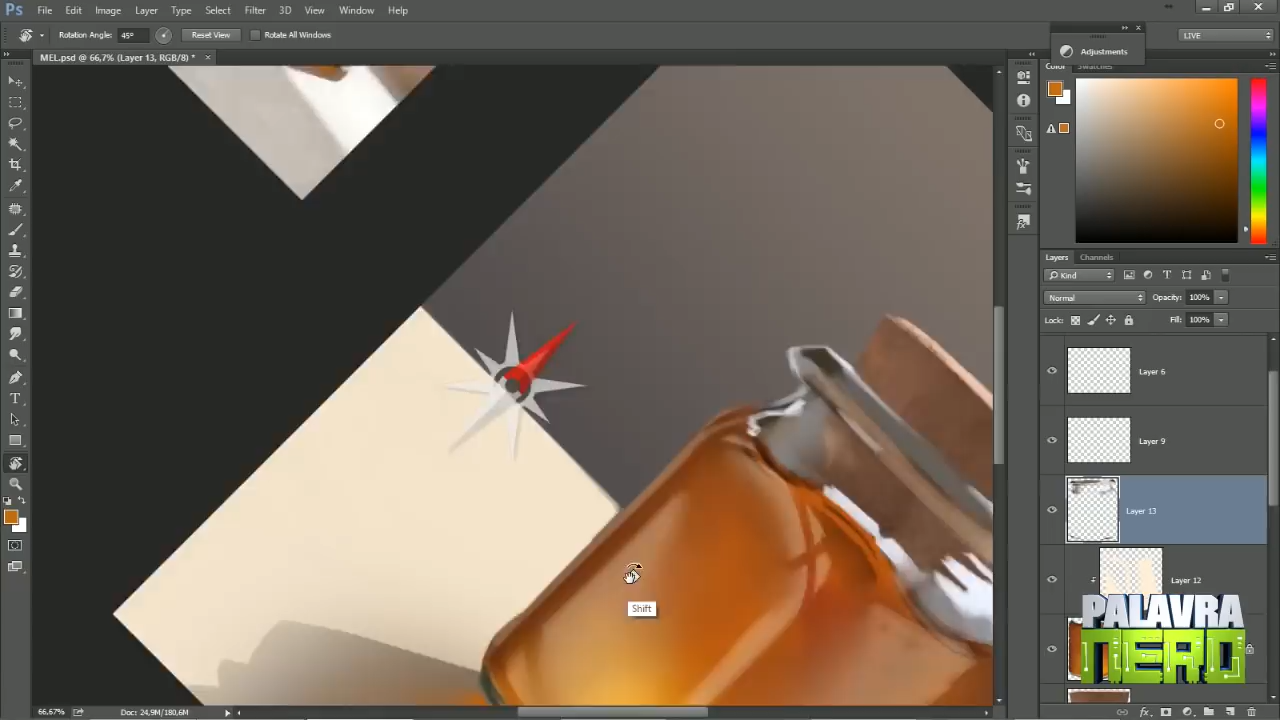 Ps File Edit Image Layer Type Select Filter 3D View Window Help
Rotation Angle: 45° Reset View Rotate All Windows
LIVE
Adjustments
MEL.psd @ 66,7% (Layer 13, RGB/8) * ×
Color Swatches
Layers Channels
Kind
Normal Opacity: 100%
Lock: Fill: 100%
Layer 6
Layer 9
Layer 13
Layer 12
Shift
PALAVRA
NERD
66,67% Doc: 24,9M/180,6M
fx